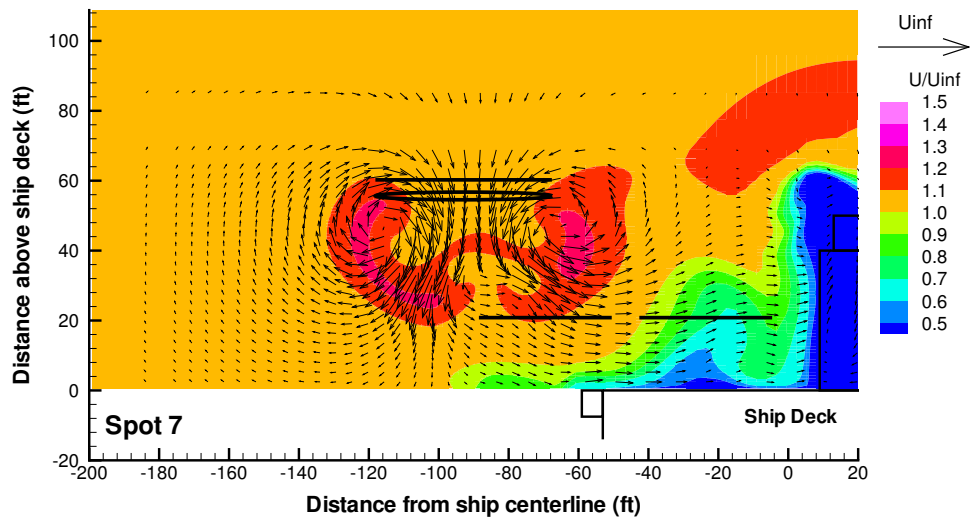 Uinf
U/Uinf
1.5
1.4
1.3
1.2
1.1
1.0
0.9
0.8
0.7
0.6
0.5
Distance above ship deck (ft)
100
80
60
40
20
0
-20
Spot 7
Ship Deck
-200 -180 -160 -140 -120 -100 -80 -60 -40 -20 0 20
Distance from ship centerline (ft)